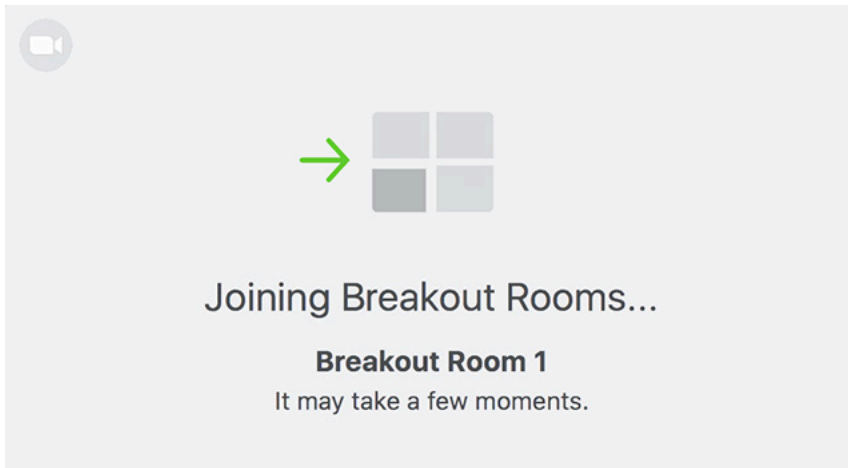 Joining Breakout Rooms...
Breakout Room 1
It may take a few moments.